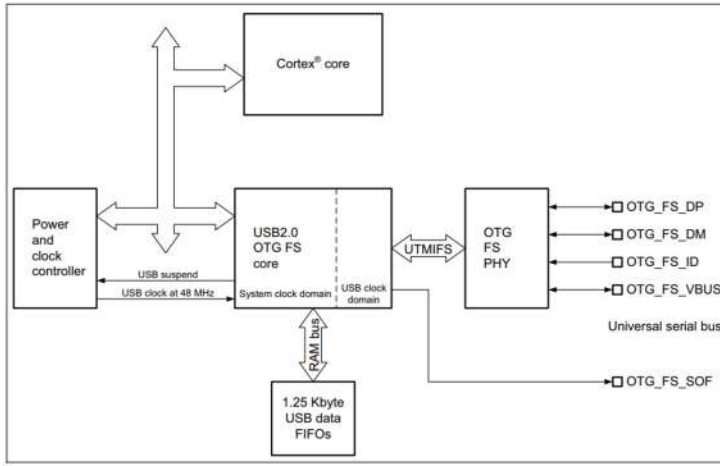 Cortex® core
Power
and
clock
controller
USB2.0
OTG FS
core
UTMIFS
OTG
FS
PHY
OTG_FS_DP
OTG_FS_DM
OTG_FS_ID
OTG_FS_VBUS
USB suspend
USB clock at 48 MHz
System clock domain
USB clock
domain
Universal serial bus
RAM bus
OTG_FS_SOF
1.25 Kbyte
USB data
FIFOs